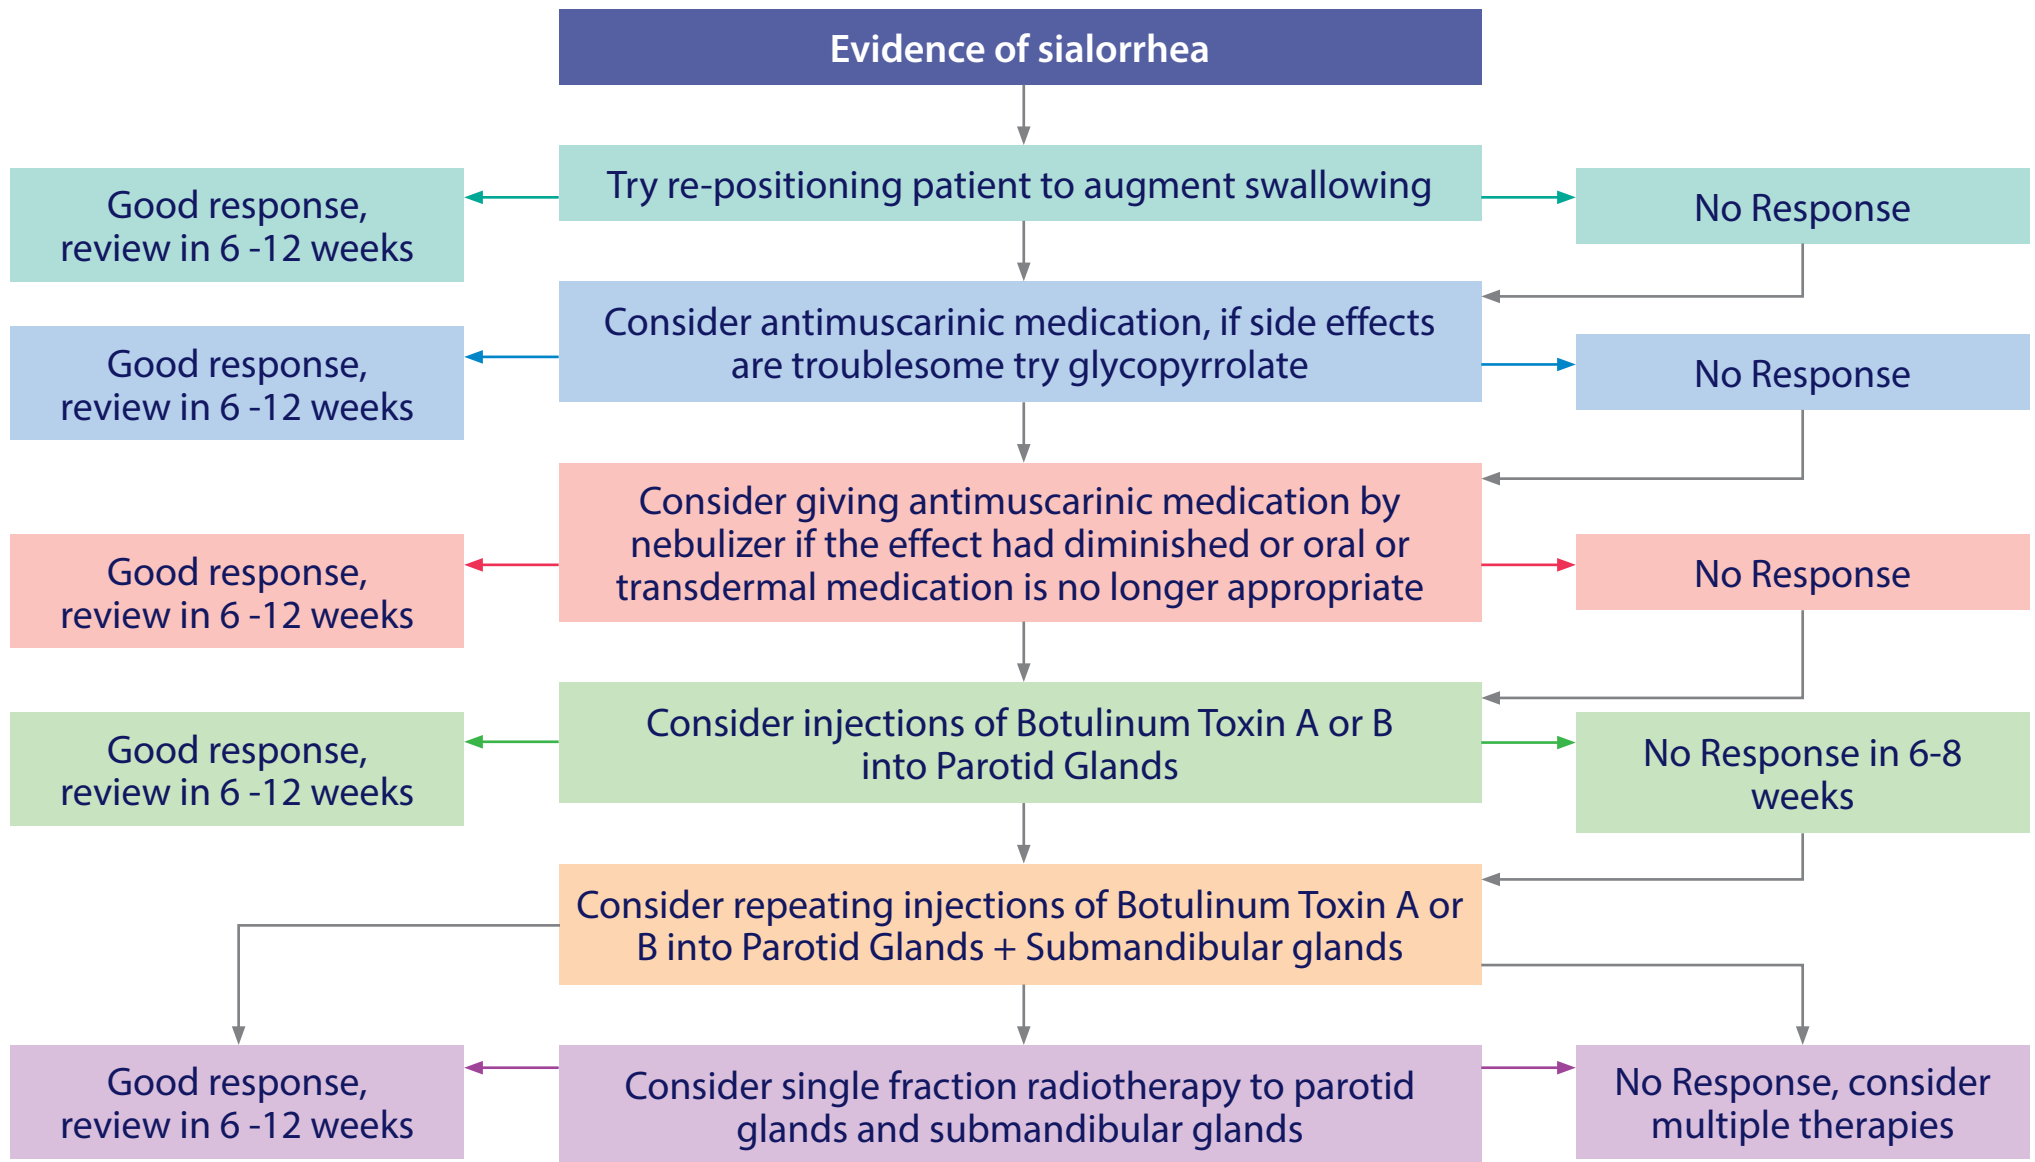 Evidence of sialorrhea
Try re-positioning patient to augment swallowing
Good response,
review in 6 -12 weeks
No Response
Consider antimuscarinic medication, if side effects
are troublesome try glycopyrrolate
Good response,
review in 6 -12 weeks
No Response
Consider giving antimuscarinic medication by
nebulizer if the effect had diminished or oral or
transdermal medication is no longer appropriate
Good response,
review in 6 -12 weeks
No Response
Consider injections of Botulinum Toxin A or B
into Parotid Glands
Good response,
review in 6 -12 weeks
No Response in 6-8
weeks
Consider repeating injections of Botulinum Toxin A or
B into Parotid Glands + Submandibular glands
Good response,
review in 6 -12 weeks
Consider single fraction radiotherapy to parotid
glands and submandibular glands
No Response, consider
multiple therapies